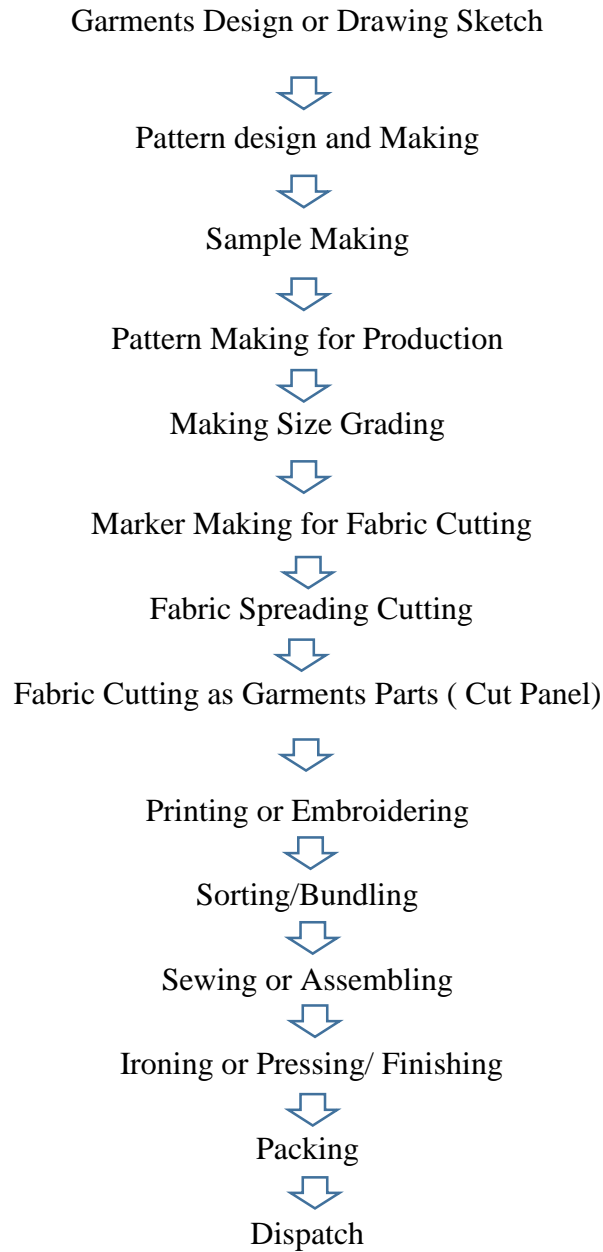 Garments Design or Drawing Sketch
Pattern design and Making
Sample Making
Pattern Making for Production
Making Size Grading
Marker Making for Fabric Cutting
Fabric Spreading Cutting
Fabric Cutting as Garments Parts ( Cut Panel)
Printing or Embroidering
Sorting/Bundling
Sewing or Assembling
Ironing or Pressing/ Finishing
Packing
Dispatch